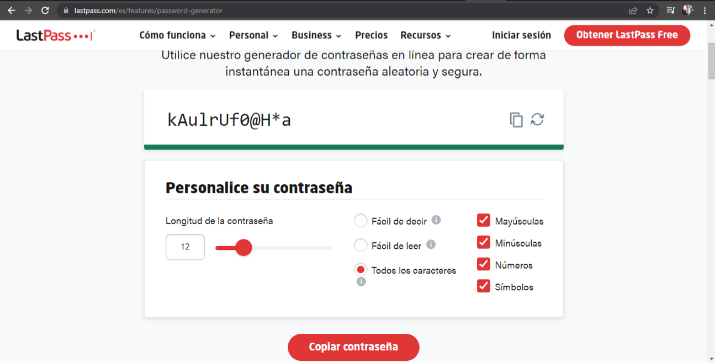 lastpass.com/es/features/password-generator
LastPass
Cómo funciona
Personal
Business
Precios
Recursos
Iniciar sesión
Obtener LastPass Free
Utilice nuestro generador de contraseñas en línea para crear de forma
instantánea una contraseña aleatoria y segura.
kAulrUf0@H*a
Personalice su contraseña
Longitud de la contraseña
12
Fácil de decir
Fácil de leer
Todos los caracteres
Mayúsculas
Minúsculas
Números
Símbolos
Copiar contraseña